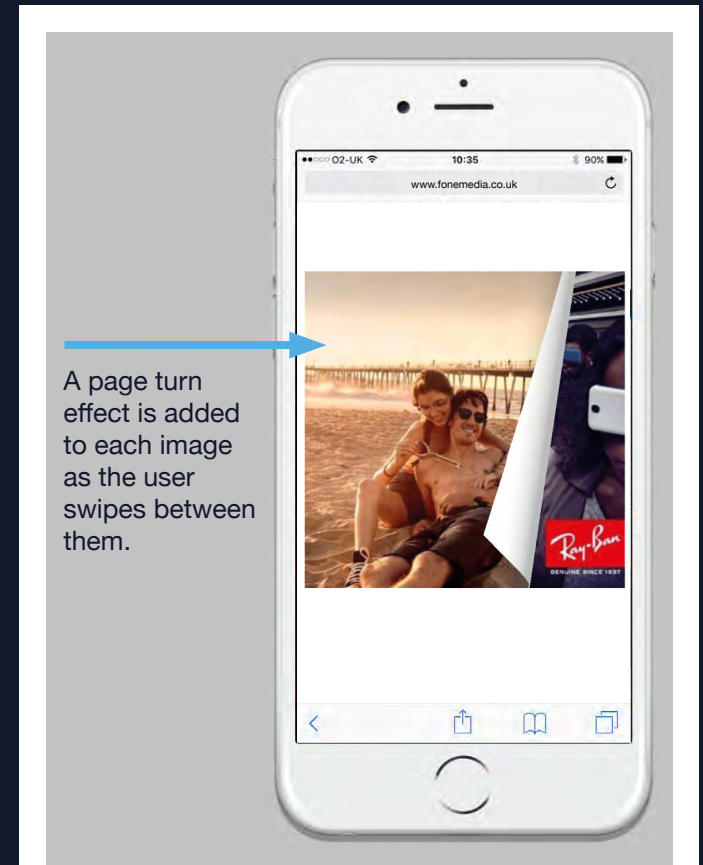 O2-UK
10:35
90%
www.fonemedia.co.uk
A page turn
effect is added
to each image
as the user
swipes between
them.
Ray-Ban
GENUINE SINCE 1937